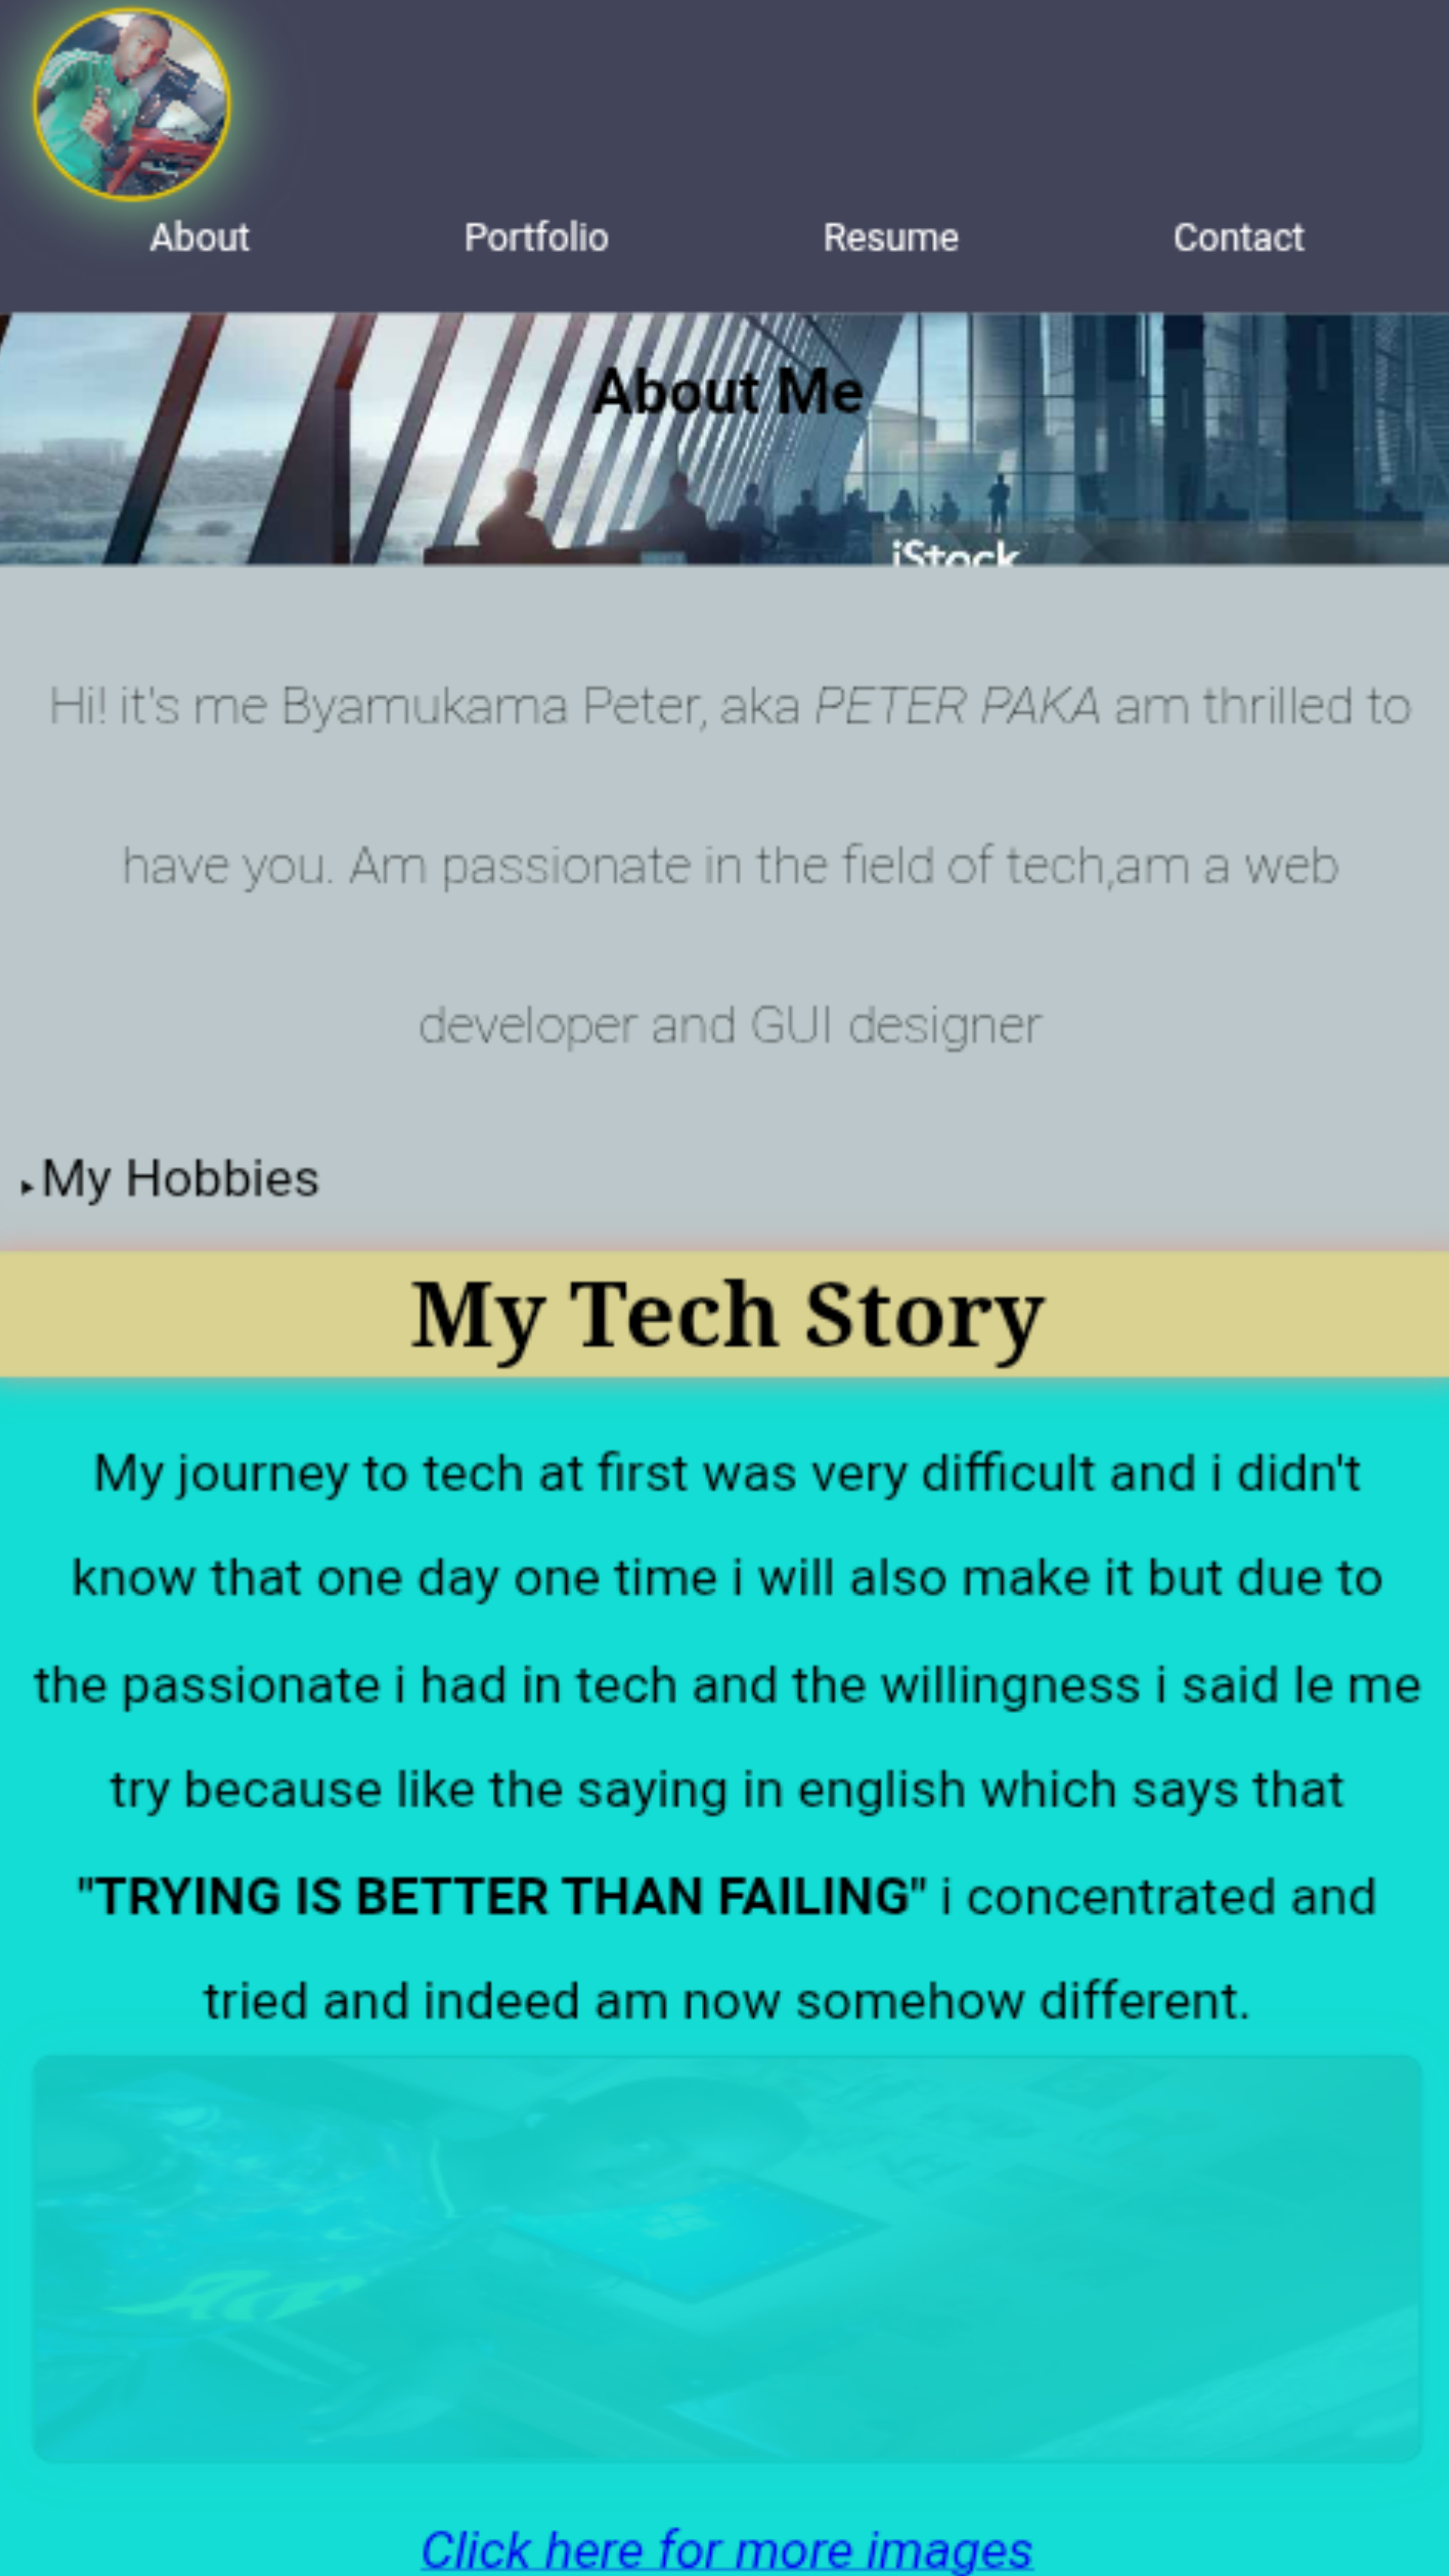 About Portfolio Resume Contact
About Me
iStock
Hi! it's me Byamukama Peter, aka PETER PAKA am thrilled to
have you. Am passionate in the field of tech,am a web
developer and GUI designer
My Hobbies
My Tech Story
My journey to tech at first was very difficult and i didn't
know that one day one time i will also make it but due to
the passionate i had in tech and the willingness i said le me
try because like the saying in english which says that
"TRYING IS BETTER THAN FAILING" i concentrated and
tried and indeed am now somehow different.
Click here for more images